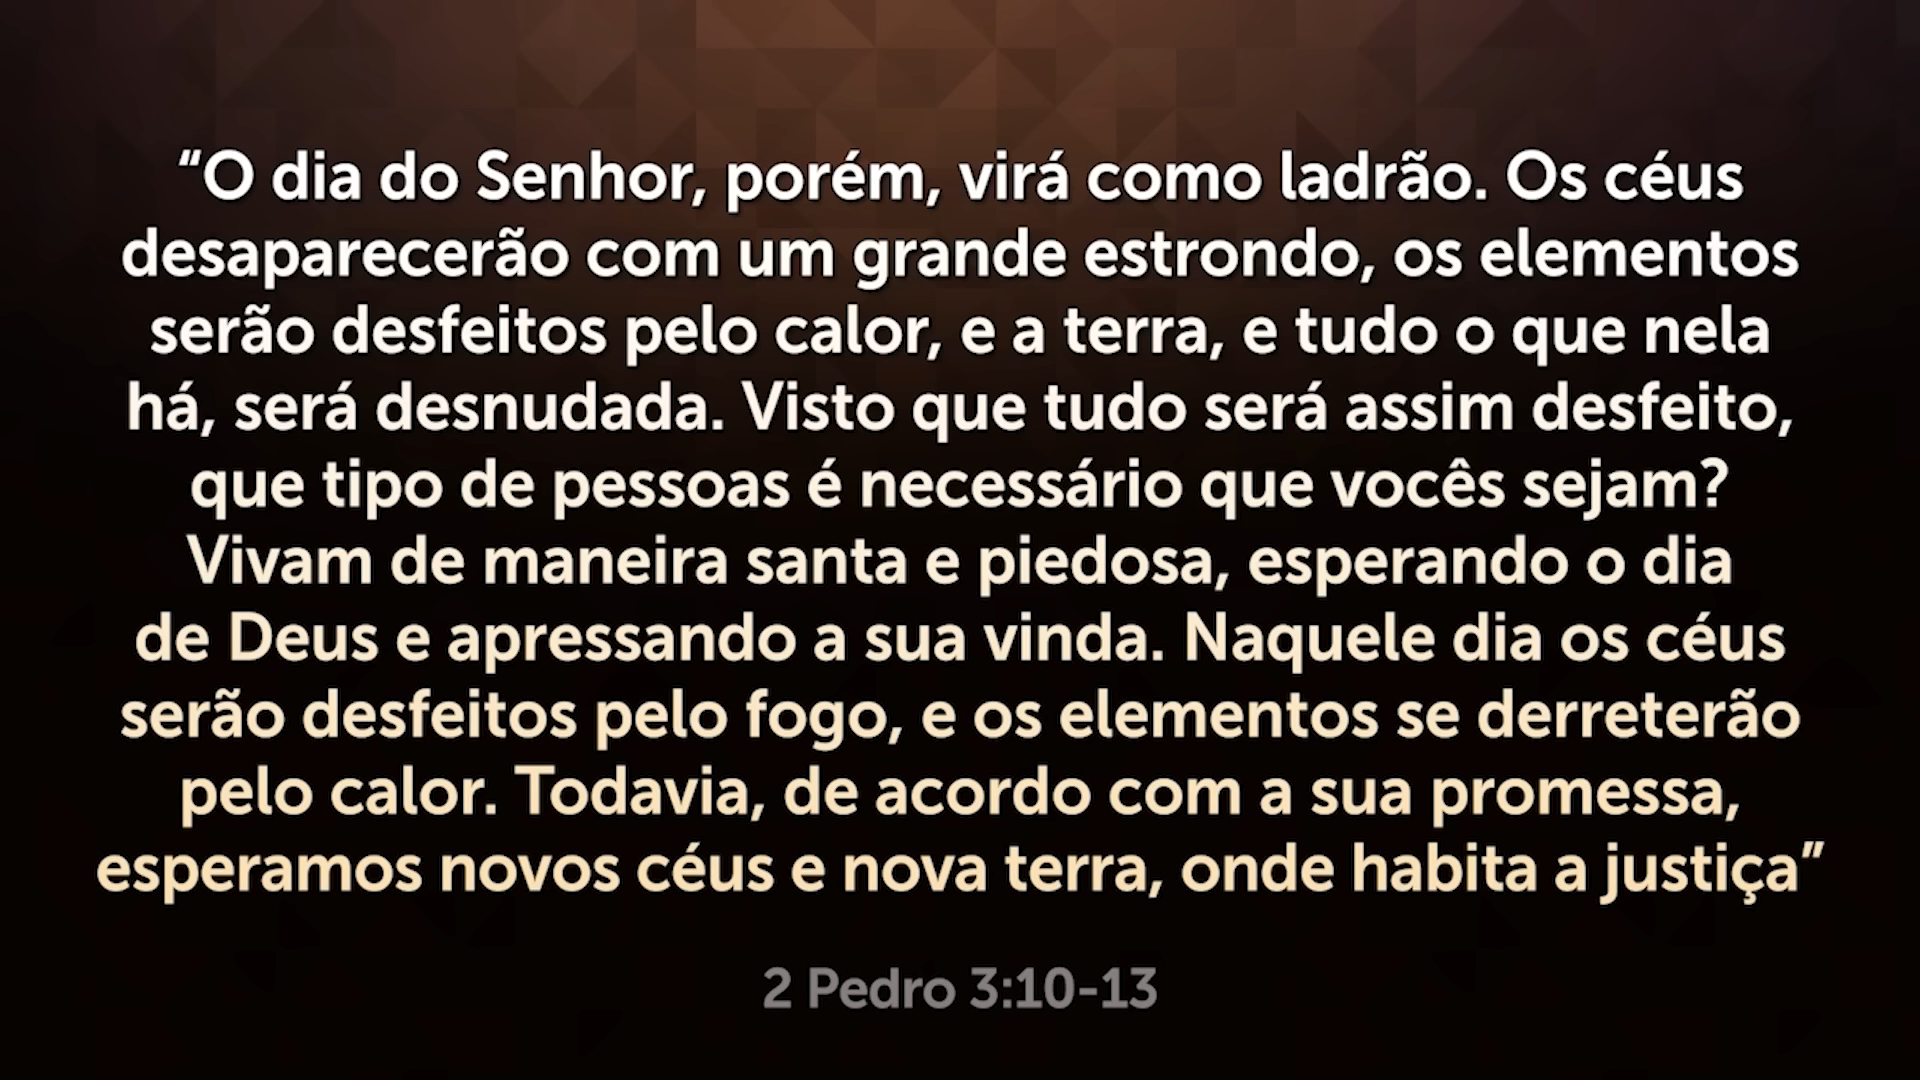 “O dia do Senhor, porém, virá como ladrão. Os céus
desaparecerão com um grande estrondo, os elementos
serão desfeitos pelo calor, e a terra, e tudo o que nela
há, será desnudada. Visto que tudo será assim desfeito,
que tipo de pessoas é necessário que vocês sejam?
Vivam de maneira santa e piedosa, esperando o dia
de Deus e apressando a sua vinda. Naquele dia os céus
serão desfeitos pelo fogo, e os elementos se derreterão
pelo calor. Todavia, de acordo com a sua promessa,
esperamos novos céus e nova terra, onde habita a justiça”
2 Pedro 3:10-13